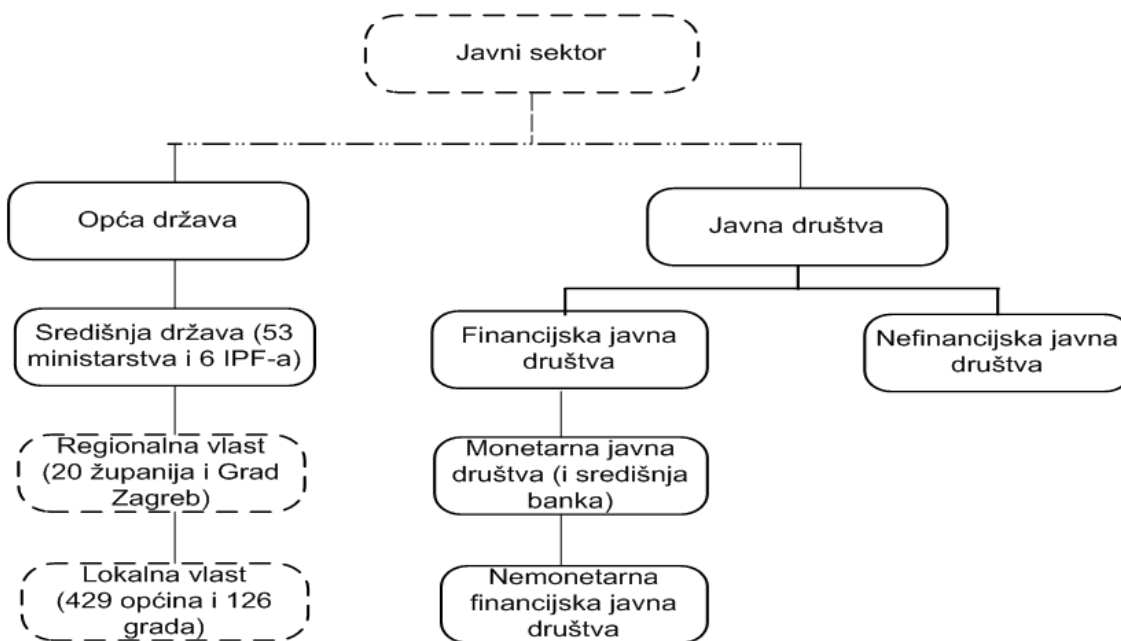 Javni sektor
Opća država
Javna društva
Središnja država (53
ministarstva i 6 IPF-a)
Financijska javna
društva
Nefinancijska javna
društva
Regionalna vlast
(20 županija i Grad
Zagreb)
Monetarna javna
društva (i središnja
banka)
Lokalna vlast
(429 općina i 126
grada)
Nemonetarna
financijska javna
društva